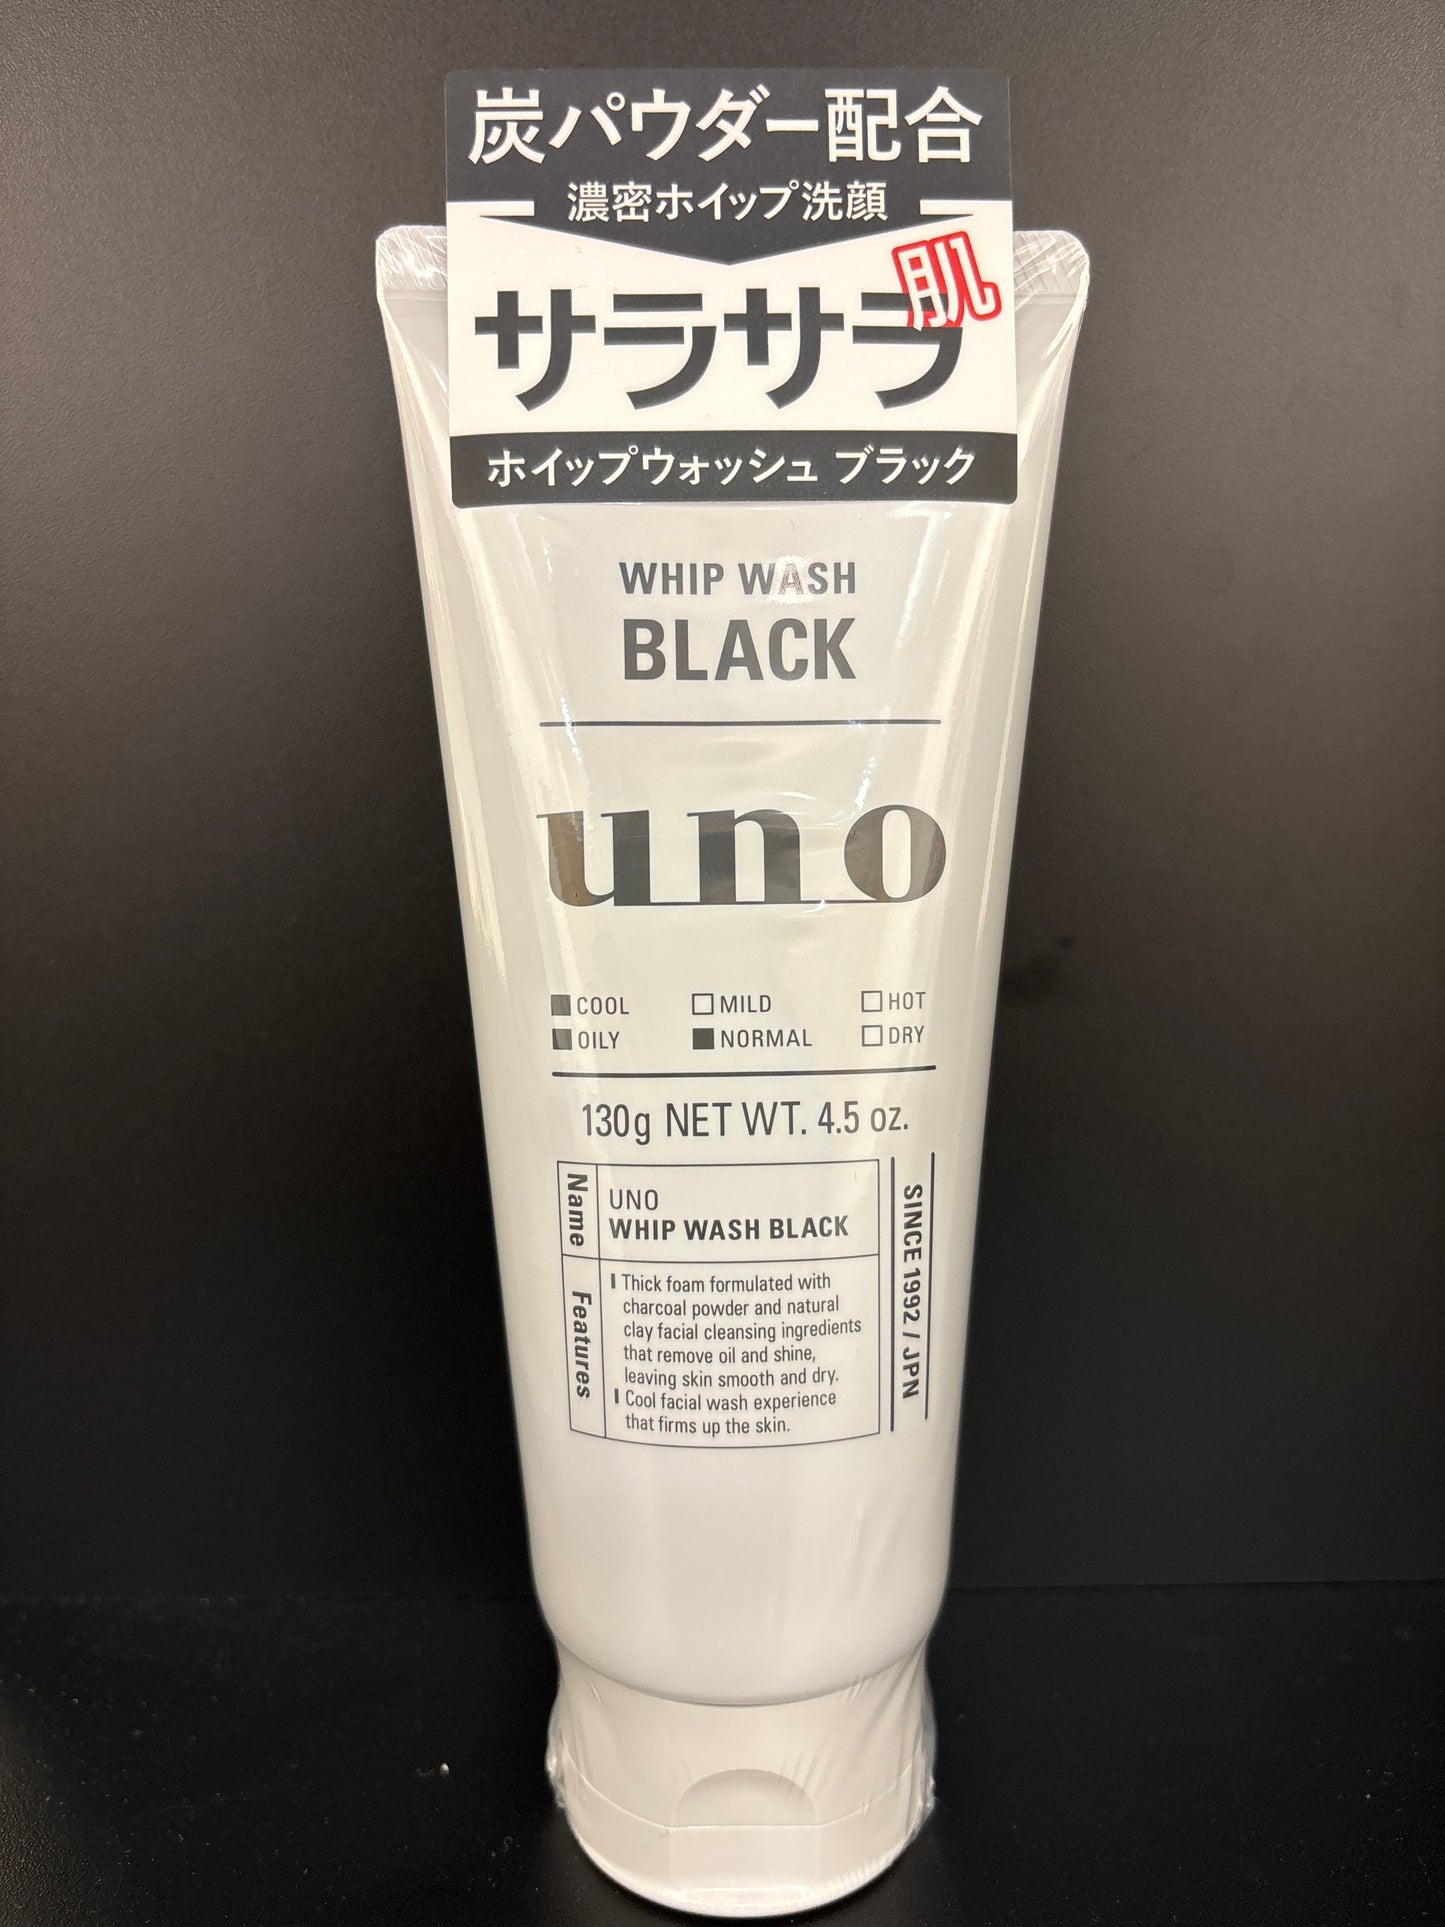 炭パウダー配合
濃密ホイップ洗顔
サラサラ肌
ホイップウォッシュ ブラック
WHIP WASH
BLACK
uno
■COOL □MILD □HOT
■OILY ■NORMAL □DRY
130g NET WT. 4.5 oz.
Name
UNO
WHIP WASH BLACK
Features
Thick foam formulated with
charcoal powder and natural
clay facial cleansing ingredients
that remove oil and shine,
leaving skin smooth and dry.
Cool facial wash experience
that firms up the skin.
SINCE 1992 / JPN